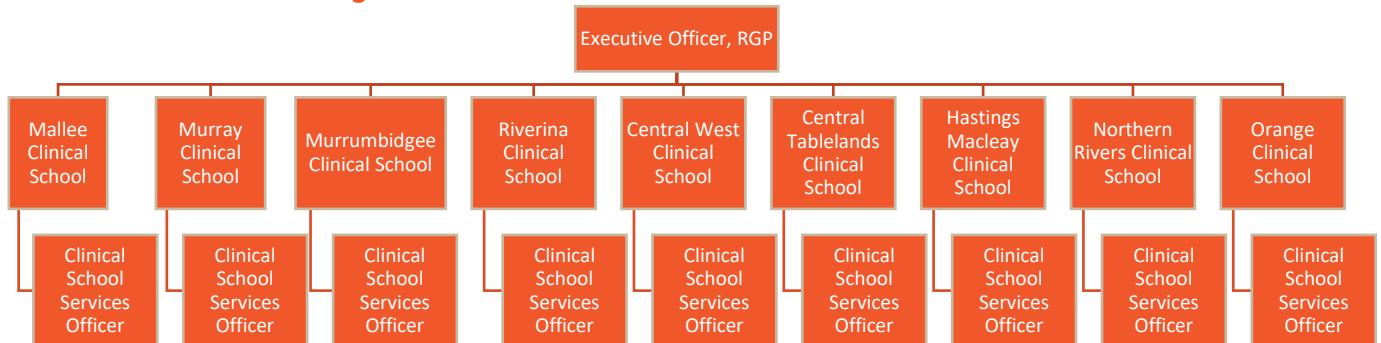 Executive Officer, RGP
Mallee
Clinical
School
Murray
Clinical
School
Murrumbidgee
Clinical School
Riverina
Clinical
School
Central West
Clinical
School
Central
Tablelands
Clinical
School
Hastings
Macleay
Clinical
School
Northern
Rivers Clinical
School
Orange
Clinical
School
Clinical
School
Services
Officer
Clinical
School
Services
Officer
Clinical
School
Services
Officer
Clinical
School
Services
Officer
Clinical
School
Services
Officer
Clinical
School
Services
Officer
Clinical
School
Services
Officer
Clinical
School
Services
Officer
Clinical
School
Services
Officer